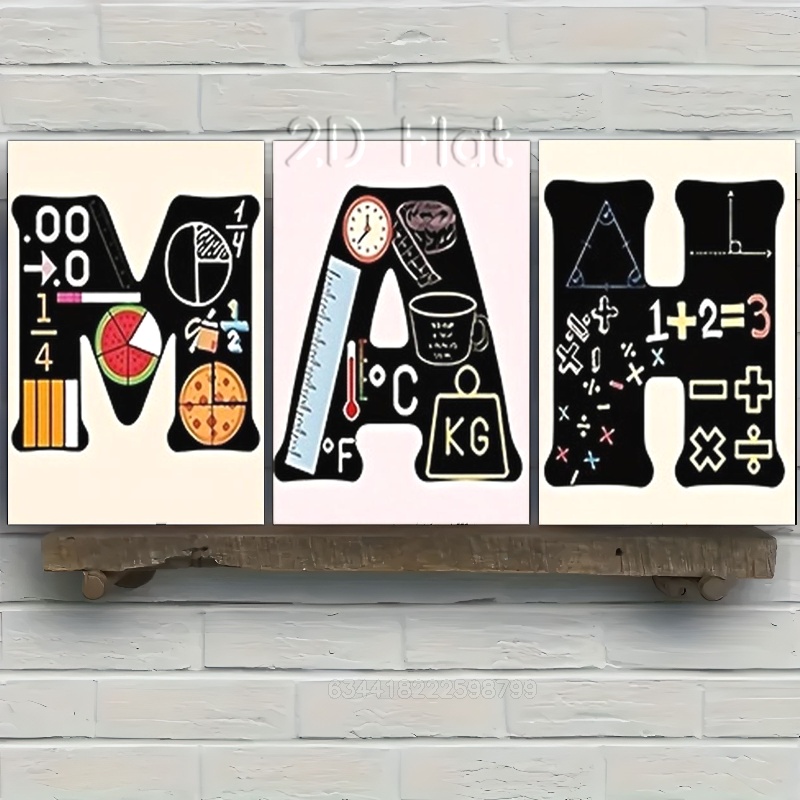 2D Flat
M A H
.00
→.0
1/4
1/4
1/2
°C
°F
KG
1+2=3
− +
× ÷
6344182222598799